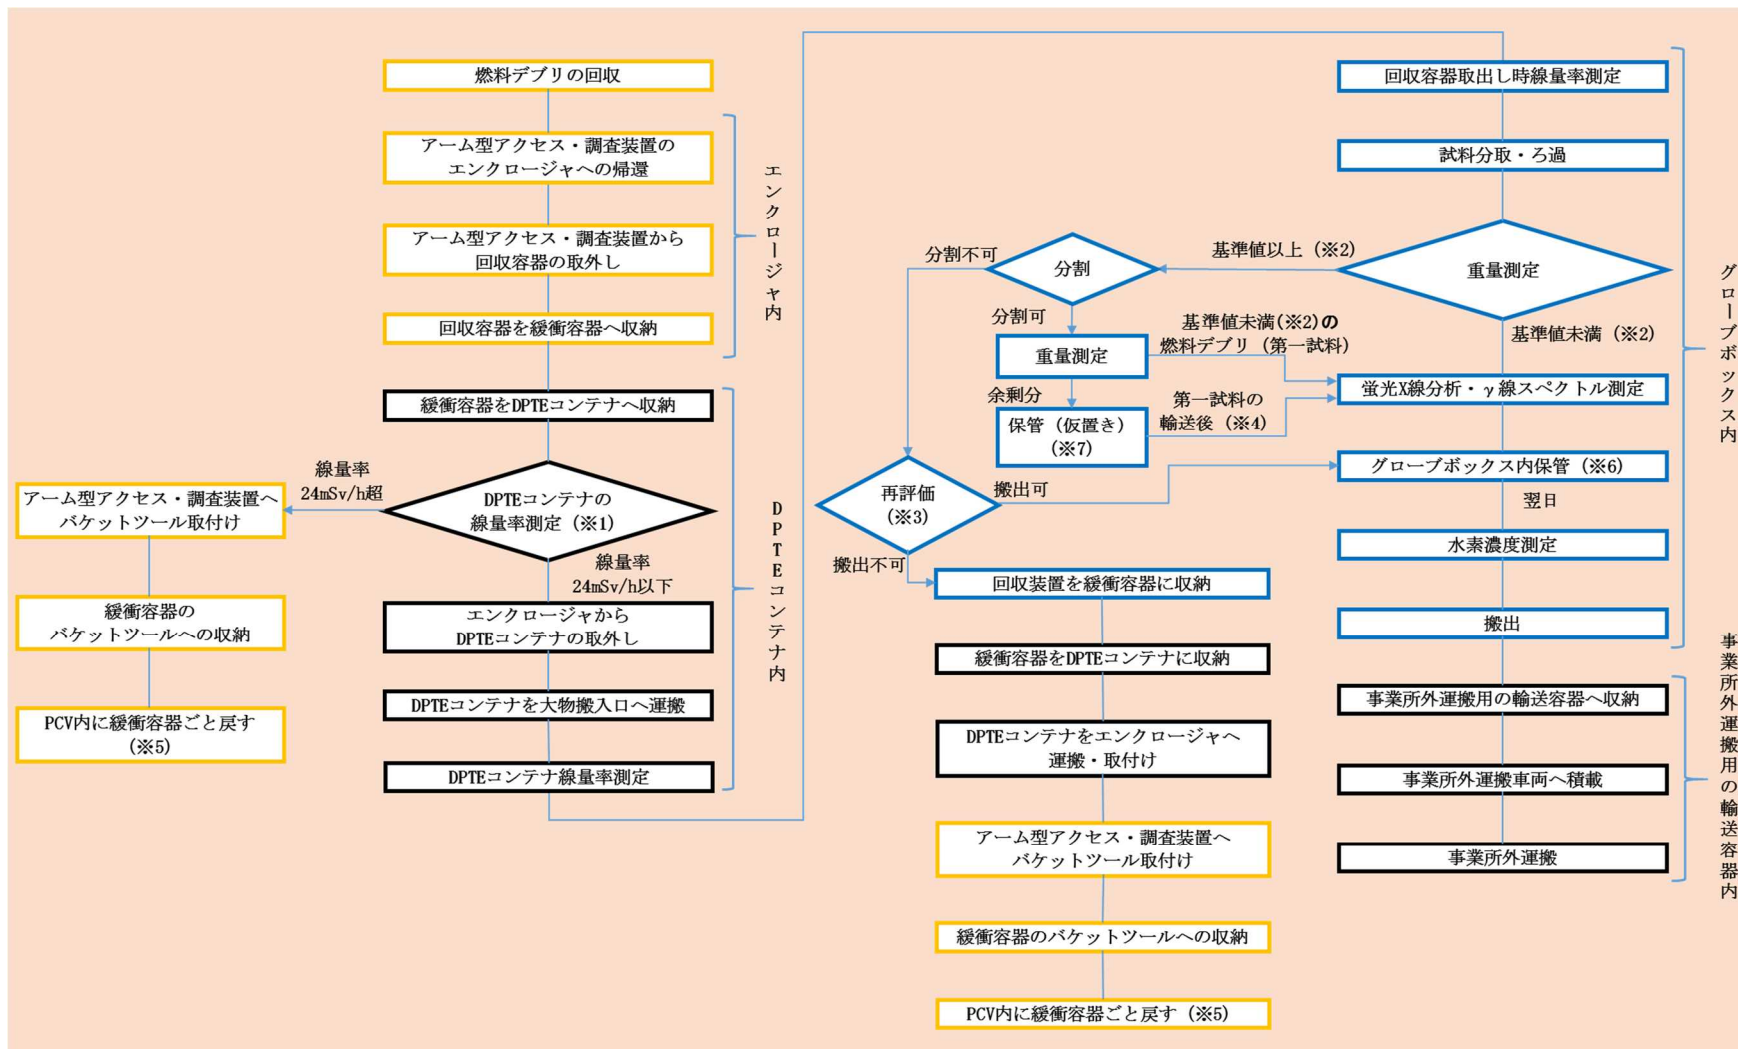 燃料デブリの回収
アーム型アクセス・調査装置の
エンクロージャへの帰還
アーム型アクセス・調査装置から
回収容器の取外し
回収容器を緩衝容器へ収納
エンクロージャ内
緩衝容器をDPTEコンテナへ収納
DPTEコンテナの
線量率測定（※1）
線量率
24mSv/h超
アーム型アクセス・調査装置へ
バケットツール取付け
緩衝容器の
バケットツールへの収納
PCV内に緩衝容器ごと戻す
（※5）
線量率
24mSv/h以下
エンクロージャから
DPTEコンテナの取外し
DPTEコンテナを大物搬入口へ運搬
DPTEコンテナ線量率測定
DPTEコンテナ内
回収容器取出し時線量率測定
試料分取・ろ過
重量測定
基準値以上（※2）
基準値未満（※2）
分割
分割不可
分割可
重量測定
基準値未満(※2)の
燃料デブリ（第一試料）
余剰分
保管（仮置き）
（※7）
第一試料の
輸送後（※4）
蛍光X線分析・γ線スペクトル測定
再評価
（※3）
搬出可
搬出不可
グローブボックス内保管（※6）
翌日
水素濃度測定
搬出
グローブボックス内
回収装置を緩衝容器に収納
緩衝容器をDPTEコンテナに収納
DPTEコンテナをエンクロージャへ
運搬・取付け
アーム型アクセス・調査装置へ
バケットツール取付け
緩衝容器のバケットツールへの収納
PCV内に緩衝容器ごと戻す（※5）
事業所外運搬用の輸送容器へ収納
事業所外運搬車両へ積載
事業所外運搬
事業所外運搬用の輸送容器内